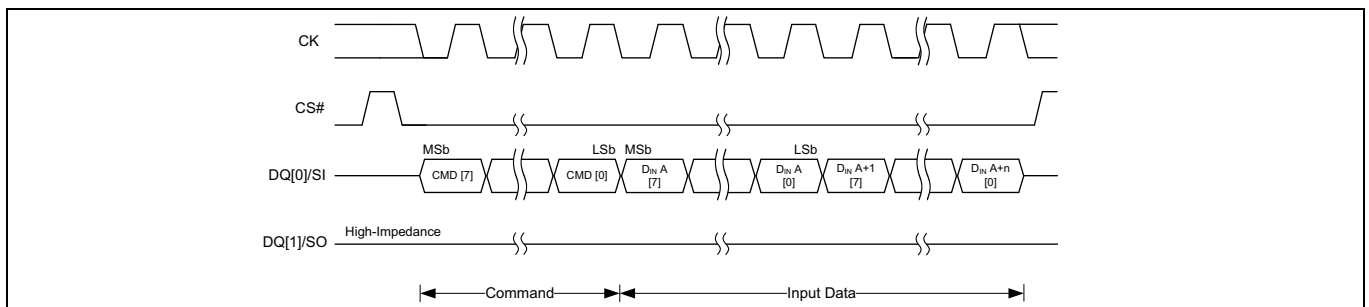 CK
CS#
MSb LSb MSb LSb
DQ[0]/SI CMD [7] CMD [0] DIN A [7] DIN A [0] DIN A+1 [7] DIN A+n [0]
High-Impedance
DQ[1]/SO
Command Input Data